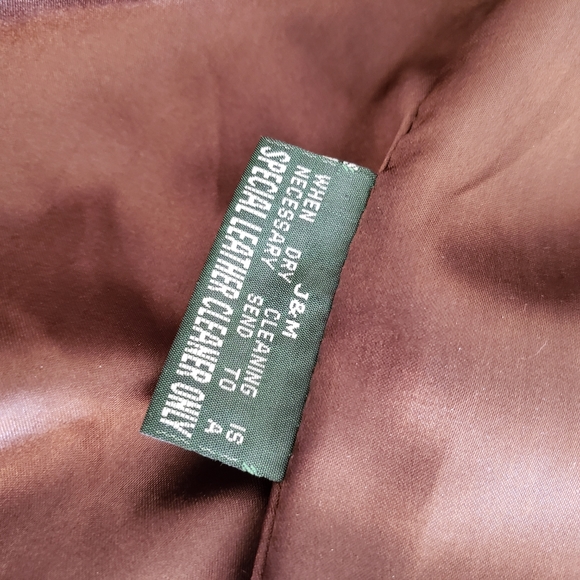 J&M
WHEN DRY CLEANING IS
NECESSARY SEND TO A
SPECIAL LEATHER CLEANER ONLY